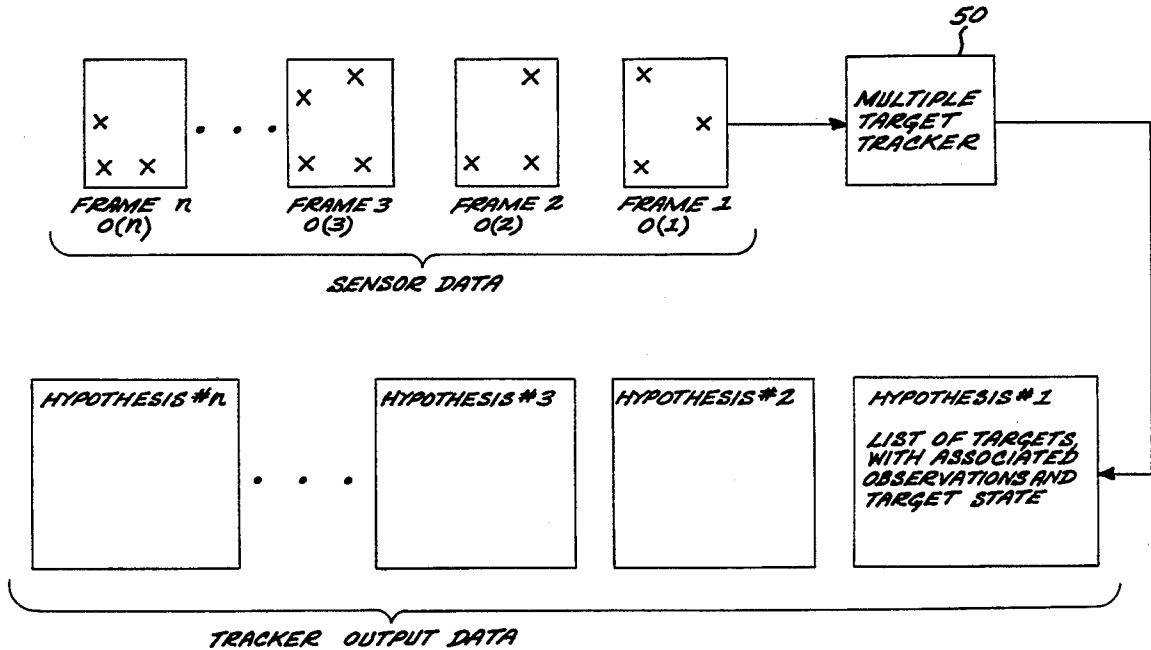 50
MULTIPLE
TARGET
TRACKER
X X X
X X X X
X X X
X X X
FRAME n
O(n)
FRAME 3
O(3)
FRAME 2
O(2)
FRAME 1
O(1)
SENSOR DATA
HYPOTHESIS #n
HYPOTHESIS #3
HYPOTHESIS #2
HYPOTHESIS #1
LIST OF TARGETS,
WITH ASSOCIATED
OBSERVATIONS AND
TARGET STATE
TRACKER OUTPUT DATA